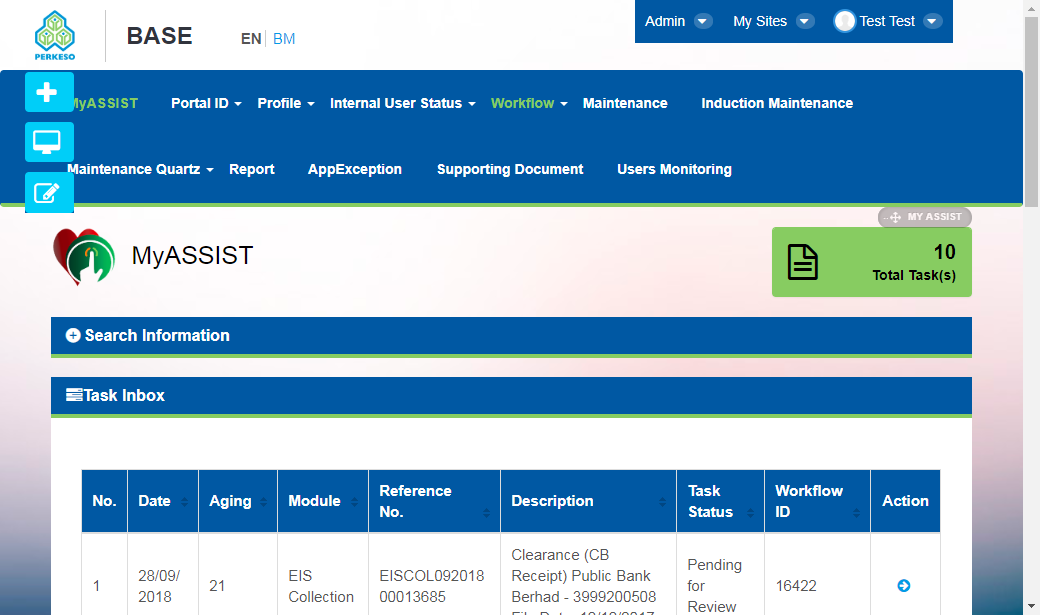 Admin
My Sites
Test Test
PERKESO
BASE
EN BM
MyASSIST
Portal ID
Profile
Internal User Status
Workflow
Maintenance
Induction Maintenance
Maintenance Quartz
Report
AppException
Supporting Document
Users Monitoring
MY ASSIST
MyASSIST
10
Total Task(s)
Search Information
Task Inbox
No.
Date
Aging
Module
Reference
No.
Description
Task
Status
Workflow
ID
Action
1
28/09/
2018
21
EIS
Collection
EISCOL092018
00013685
Clearance (CB
Receipt) Public Bank
Berhad - 3999200508
Pending
for
Review
16422